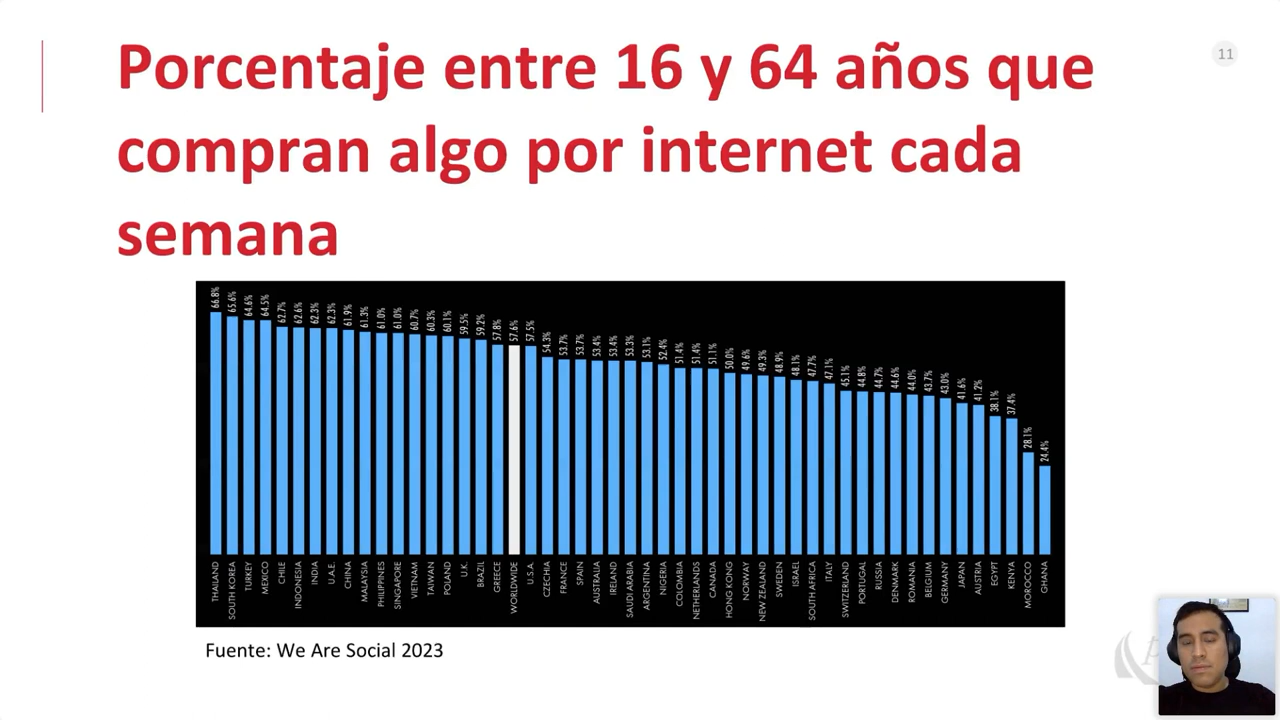 Porcentaje entre 16 y 64 años que
compran algo por internet cada
semana
11
66.8%
65.6%
64.6%
64.5%
62.7%
62.6%
62.3%
62.3%
61.9%
61.3%
61.0%
61.0%
60.7%
60.3%
60.1%
59.5%
59.2%
57.8%
57.6%
57.5%
54.3%
53.7%
53.7%
53.4%
53.4%
53.3%
53.1%
52.4%
51.4%
51.4%
51.1%
50.0%
49.6%
49.3%
48.9%
48.1%
47.7%
47.1%
45.1%
44.8%
44.7%
44.6%
44.0%
43.7%
43.0%
41.6%
41.2%
38.1%
37.4%
28.1%
24.4%
THAILAND
SOUTH KOREA
TURKEY
MEXICO
CHILE
INDONESIA
INDIA
U.A.E.
CHINA
MALAYSIA
PHILIPPINES
SINGAPORE
VIETNAM
TAIWAN
POLAND
U.K.
BRAZIL
GREECE
WORLDWIDE
U.S.A.
CZECHIA
FRANCE
SPAIN
AUSTRALIA
IRELAND
SAUDI ARABIA
ARGENTINA
NIGERIA
COLOMBIA
NETHERLANDS
CANADA
HONG KONG
NORWAY
NEW ZEALAND
SWEDEN
ISRAEL
SOUTH AFRICA
ITALY
SWITZERLAND
PORTUGAL
RUSSIA
DENMARK
ROMANIA
BELGIUM
GERMANY
JAPAN
AUSTRIA
EGYPT
KENYA
MOROCCO
GHANA
Fuente: We Are Social 2023